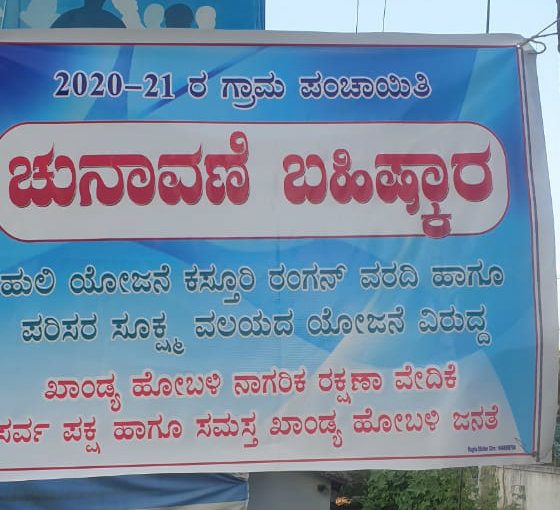 2020-21 ರ ಗ್ರಾಮ ಪಂಚಾಯಿತಿ
ಚುನಾವಣೆ ಬಹಿಷ್ಕಾರ
ಹುಲಿ ಯೋಜನೆ ಕಸ್ತೂರಿ ರಂಗನ್ ವರದಿ ಹಾಗೂ
ಪರಿಸರ ಸೂಕ್ಷ್ಮ ವಲಯದ ಯೋಜನೆ ವಿರುದ್ಧ
ಖಾಂಡ್ಯ ಹೋಬಳಿ ನಾಗರಿಕ ರಕ್ಷಣಾ ವೇದಿಕೆ
ಸರ್ವ ಪಕ್ಷ ಹಾಗೂ ಸಮಸ್ತ ಖಾಂಡ್ಯ ಹೋಬಳಿ ಜನತೆ